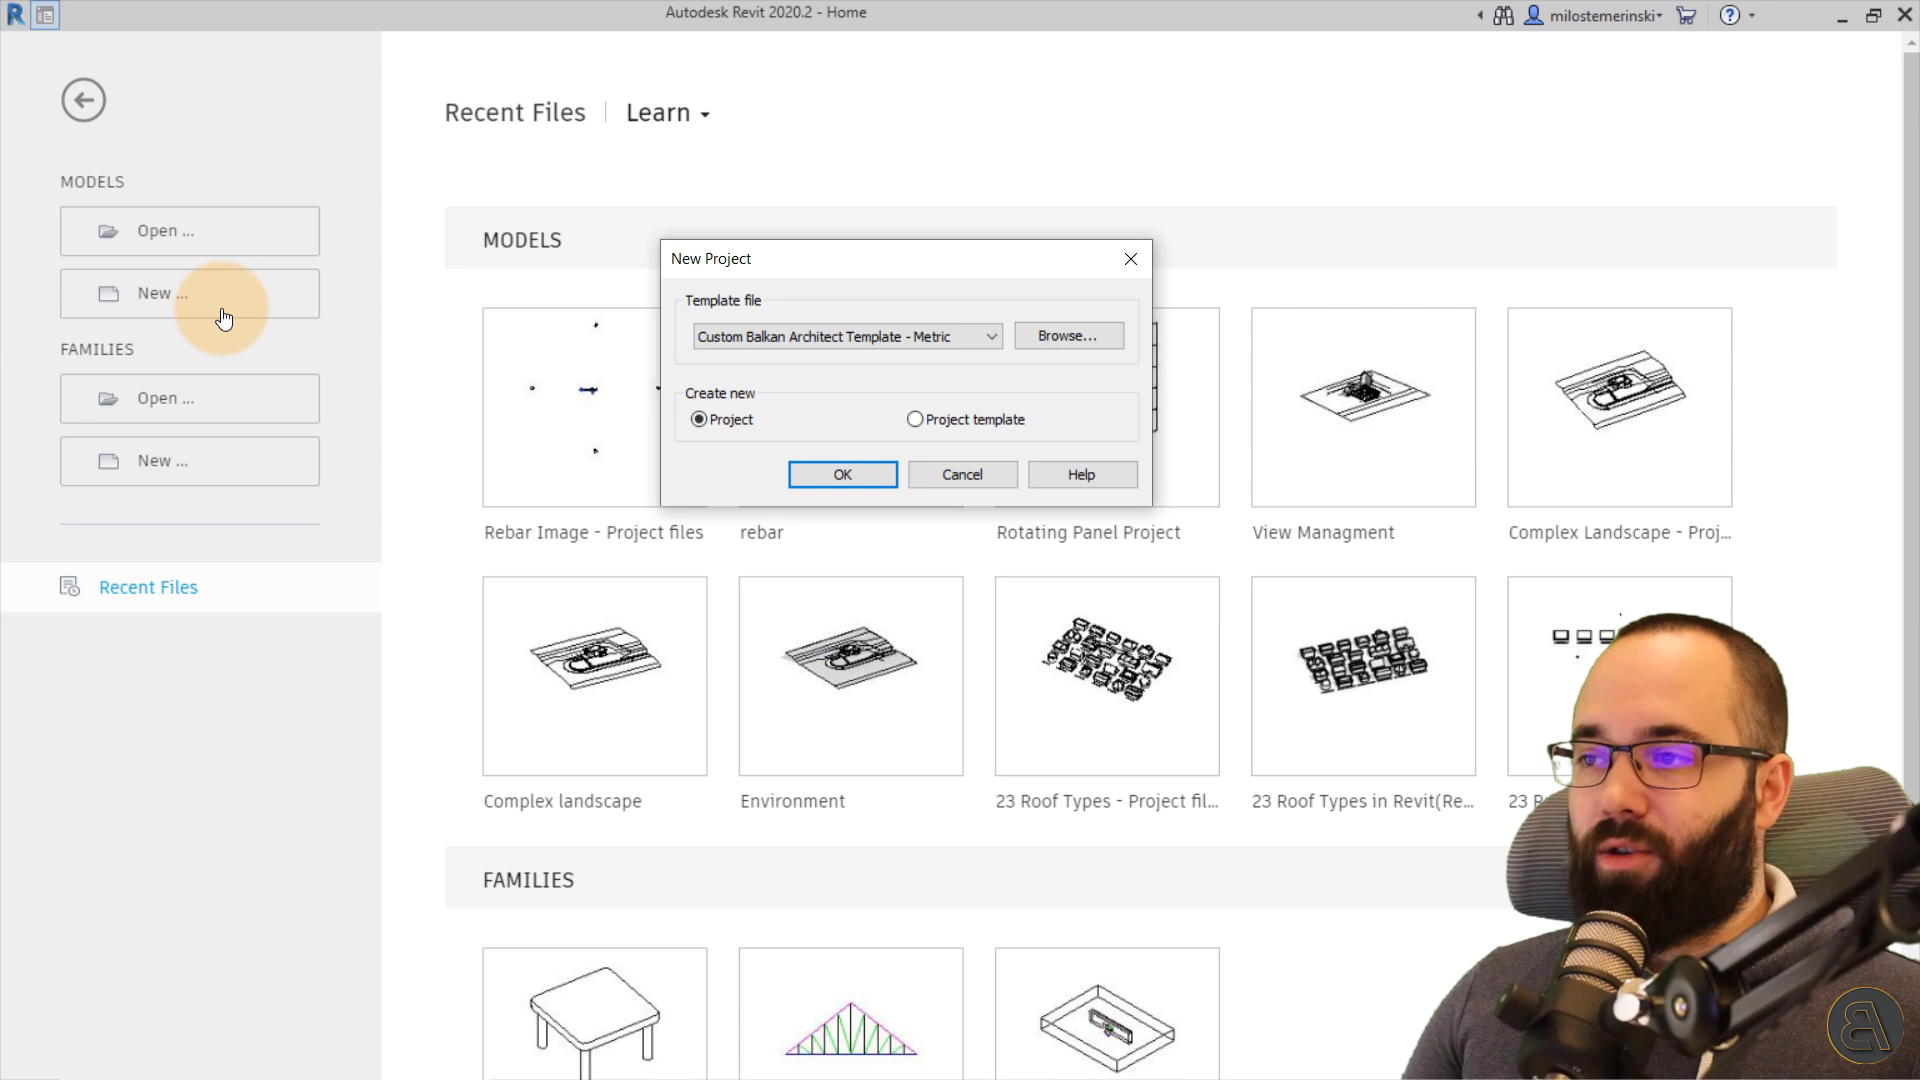 Autodesk Revit 2020.2 - Home
milostemerinski
Recent Files
Learn
MODELS
Open ...
New ...
FAMILIES
Open ...
New ...
Recent Files
MODELS
New Project
Template file
Custom Balkan Architect Template - Metric
Browse...
Create new
Project
Project template
OK
Cancel
Help
Rebar Image - Project files
rebar
Rotating Panel Project
View Managment
Complex Landscape - Proj...
Complex landscape
Environment
23 Roof Types - Project fil...
23 Roof Types in Revit(Re...
23
FAMILIES